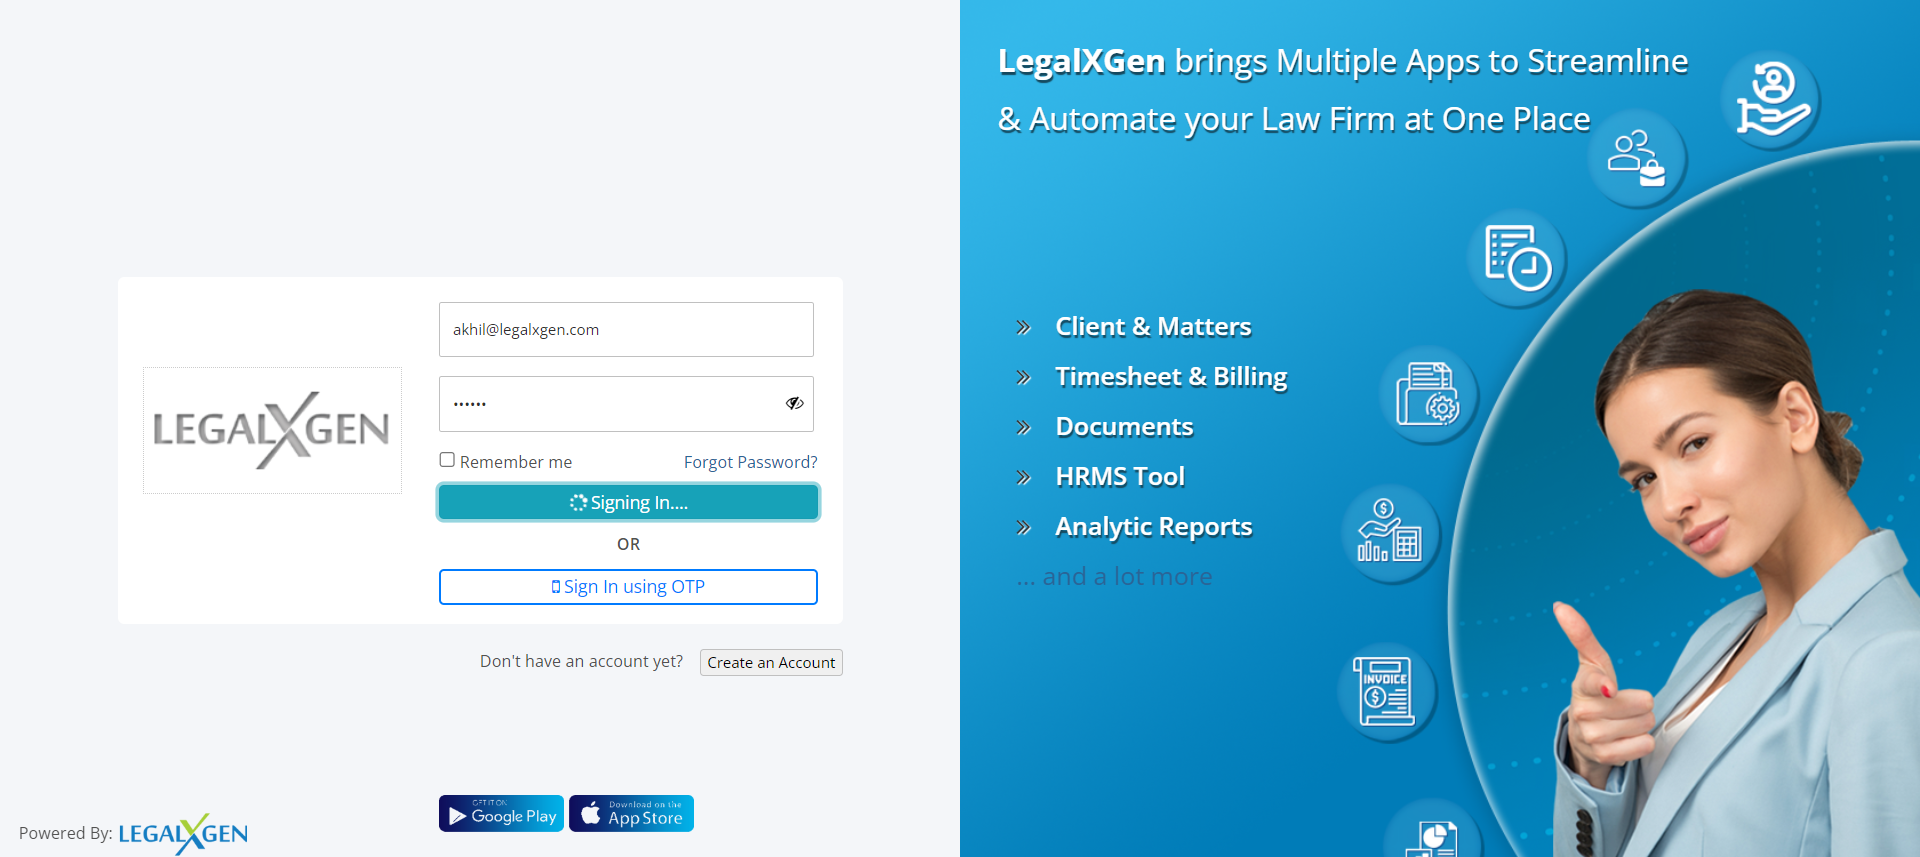 LEGALXGEN
akhil@legalxgen.com
••••••
Remember me
Forgot Password?
Signing In....
OR
Sign In using OTP
Don't have an account yet?
Create an Account
GET IT ON
Google Play
Download on the
App Store
Powered By: LEGALXGEN
LegalXGen brings Multiple Apps to Streamline
& Automate your Law Firm at One Place
Client & Matters
Timesheet & Billing
Documents
HRMS Tool
Analytic Reports
... and a lot more
INVOICE